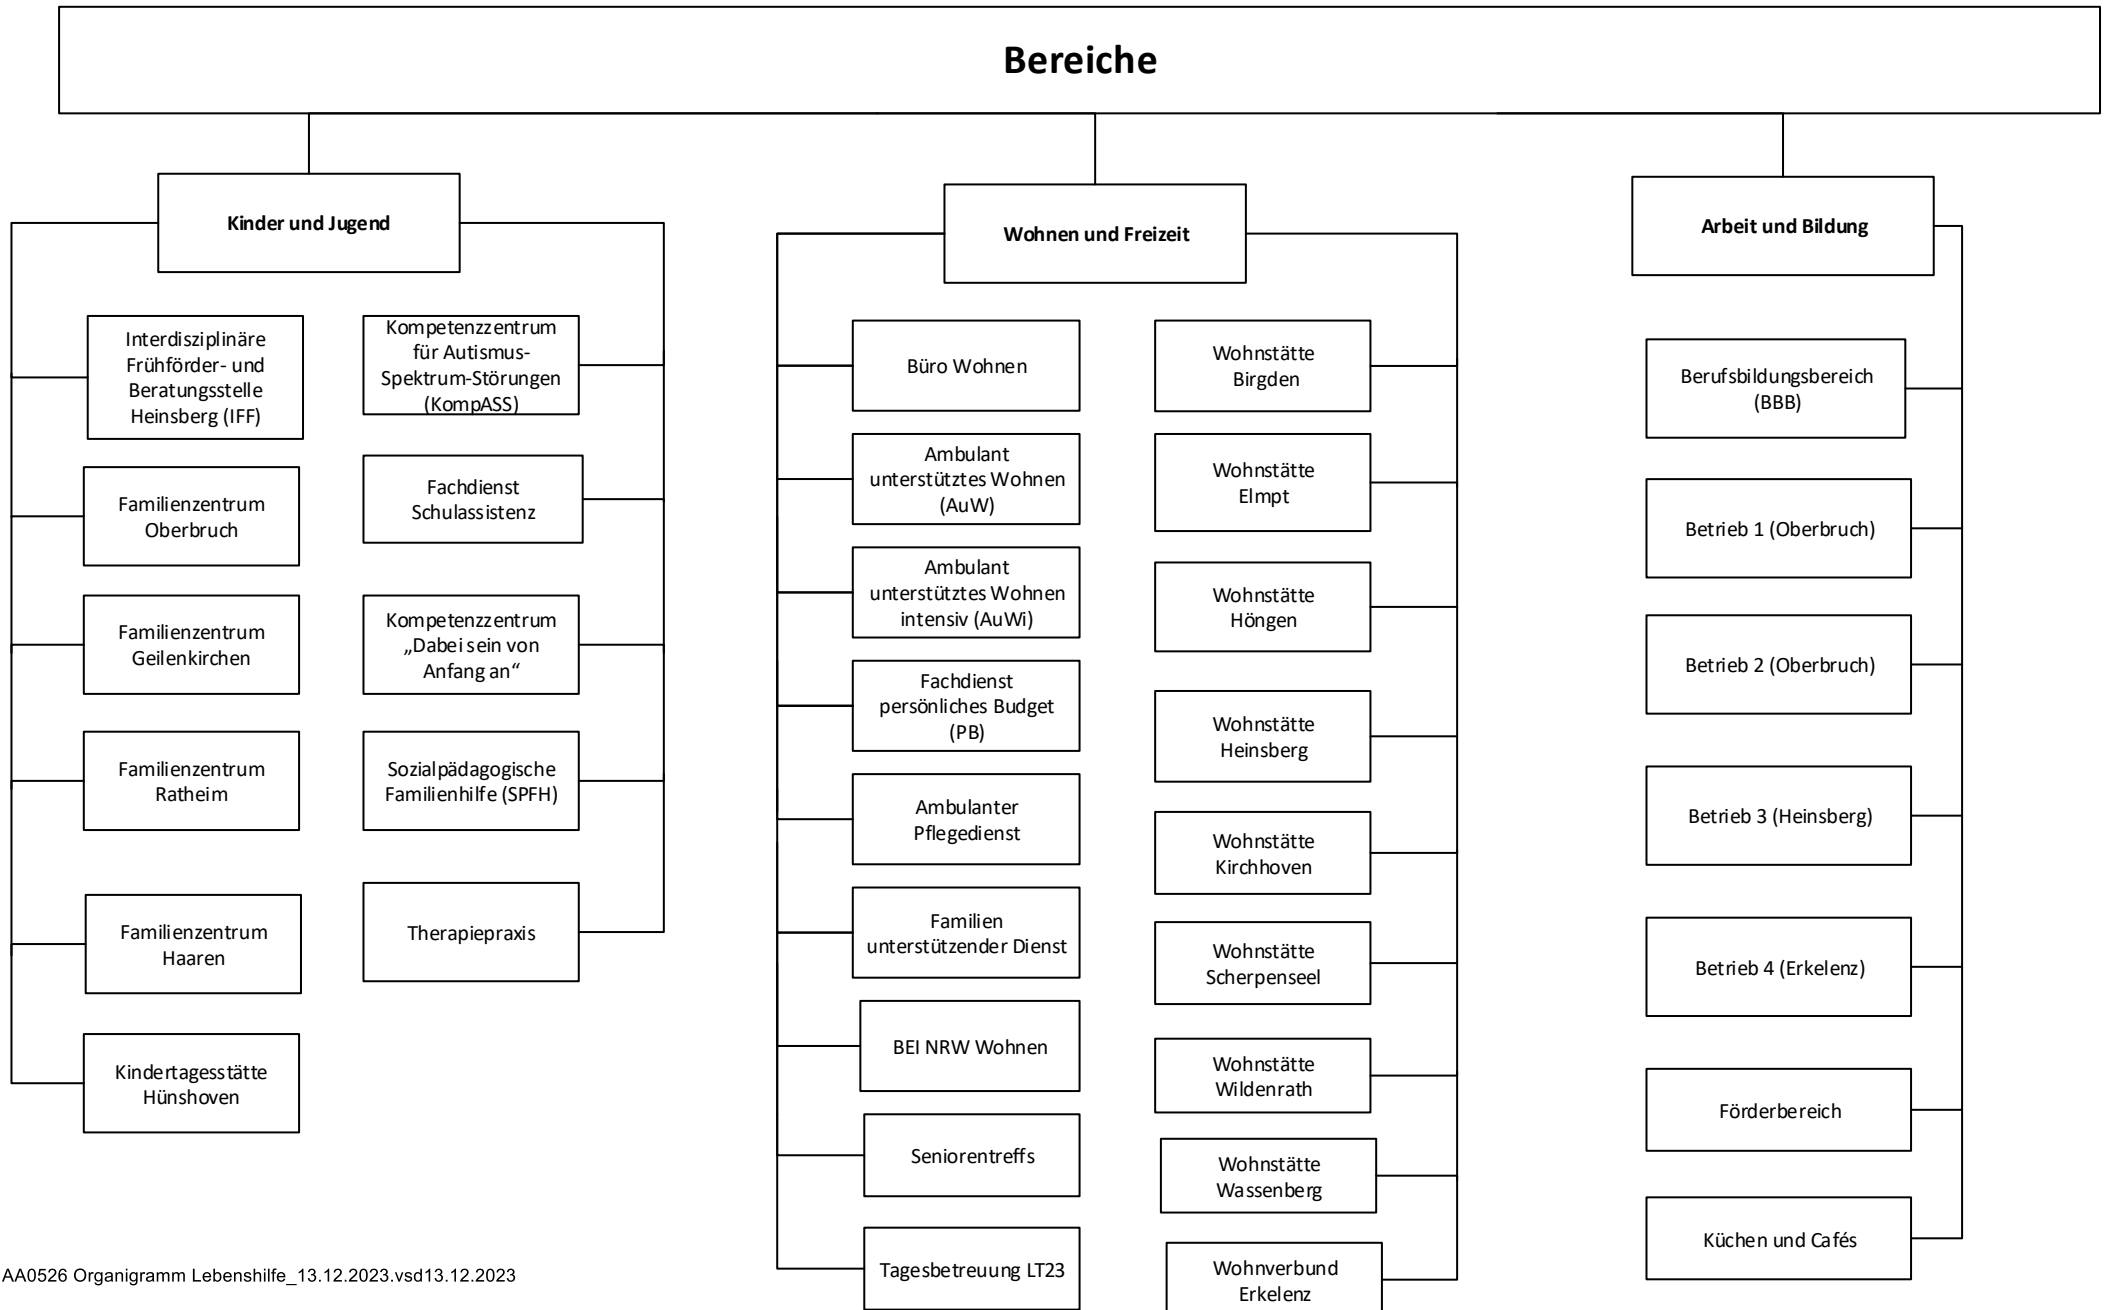 Bereiche
Kinder und Jugend
Interdisziplinäre
Frühförder- und
Beratungsstelle
Heinsberg (IFF)
Familienzentrum
Oberbruch
Familienzentrum
Geilenkirchen
Familienzentrum
Ratheim
Familienzentrum
Haaren
Kindertagesstätte
Hünshoven
Kompetenzzentrum
für Autismus-
Spektrum-Störungen
(KompASS)
Fachdienst
Schulassistenz
Kompetenzzentrum
„Dabei sein von
Anfang an“
Sozialpädagogische
Familienhilfe (SPFH)
Therapiepraxis
Wohnen und Freizeit
Büro Wohnen
Ambulant
unterstütztes Wohnen
(AuW)
Ambulant
unterstütztes Wohnen
intensiv (AuWi)
Fachdienst
persönliches Budget
(PB)
Ambulanter
Pflegedienst
Familien
unterstützender Dienst
BEI NRW Wohnen
Seniorentreffs
Tagesbetreuung LT23
Wohnstätte
Birgden
Wohnstätte
Elmpt
Wohnstätte
Höngen
Wohnstätte
Heinsberg
Wohnstätte
Kirchhoven
Wohnstätte
Scherpenseel
Wohnstätte
Wildenrath
Wohnstätte
Wassenberg
Wohnverbund
Erkelenz
Arbeit und Bildung
Berufsbildungsbereich
(BBB)
Betrieb 1 (Oberbruch)
Betrieb 2 (Oberbruch)
Betrieb 3 (Heinsberg)
Betrieb 4 (Erkelenz)
Förderbereich
Küchen und Cafés
AA0526 Organigramm Lebenshilfe_13.12.2023.vsd13.12.2023